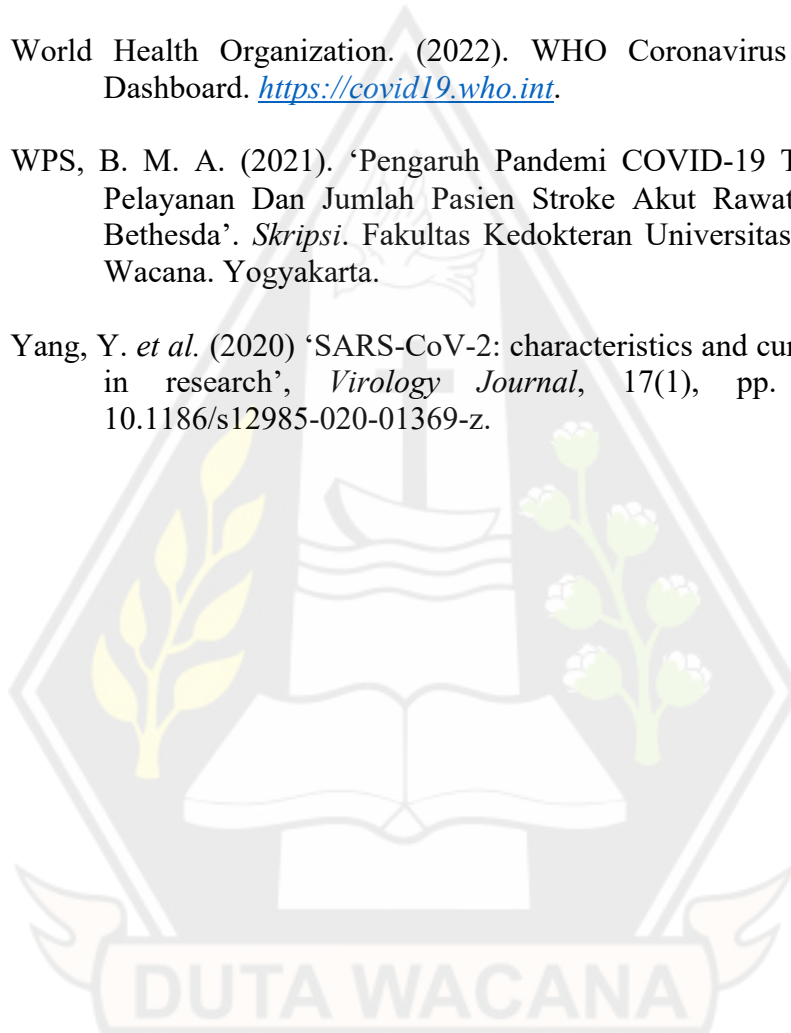 World Health Organization. (2022). WHO Coronavirus
Dashboard. https://covid19.who.int.
WPS, B. M. A. (2021). ‘Pengaruh Pandemi COVID-19 T
Pelayanan Dan Jumlah Pasien Stroke Akut Rawat
Bethesda’. Skripsi. Fakultas Kedokteran Universitas
Wacana. Yogyakarta.
Yang, Y. et al. (2020) ‘SARS-CoV-2: characteristics and cur
in research’, Virology Journal, 17(1), pp.
10.1186/s12985-020-01369-z.
DUTA WACANA